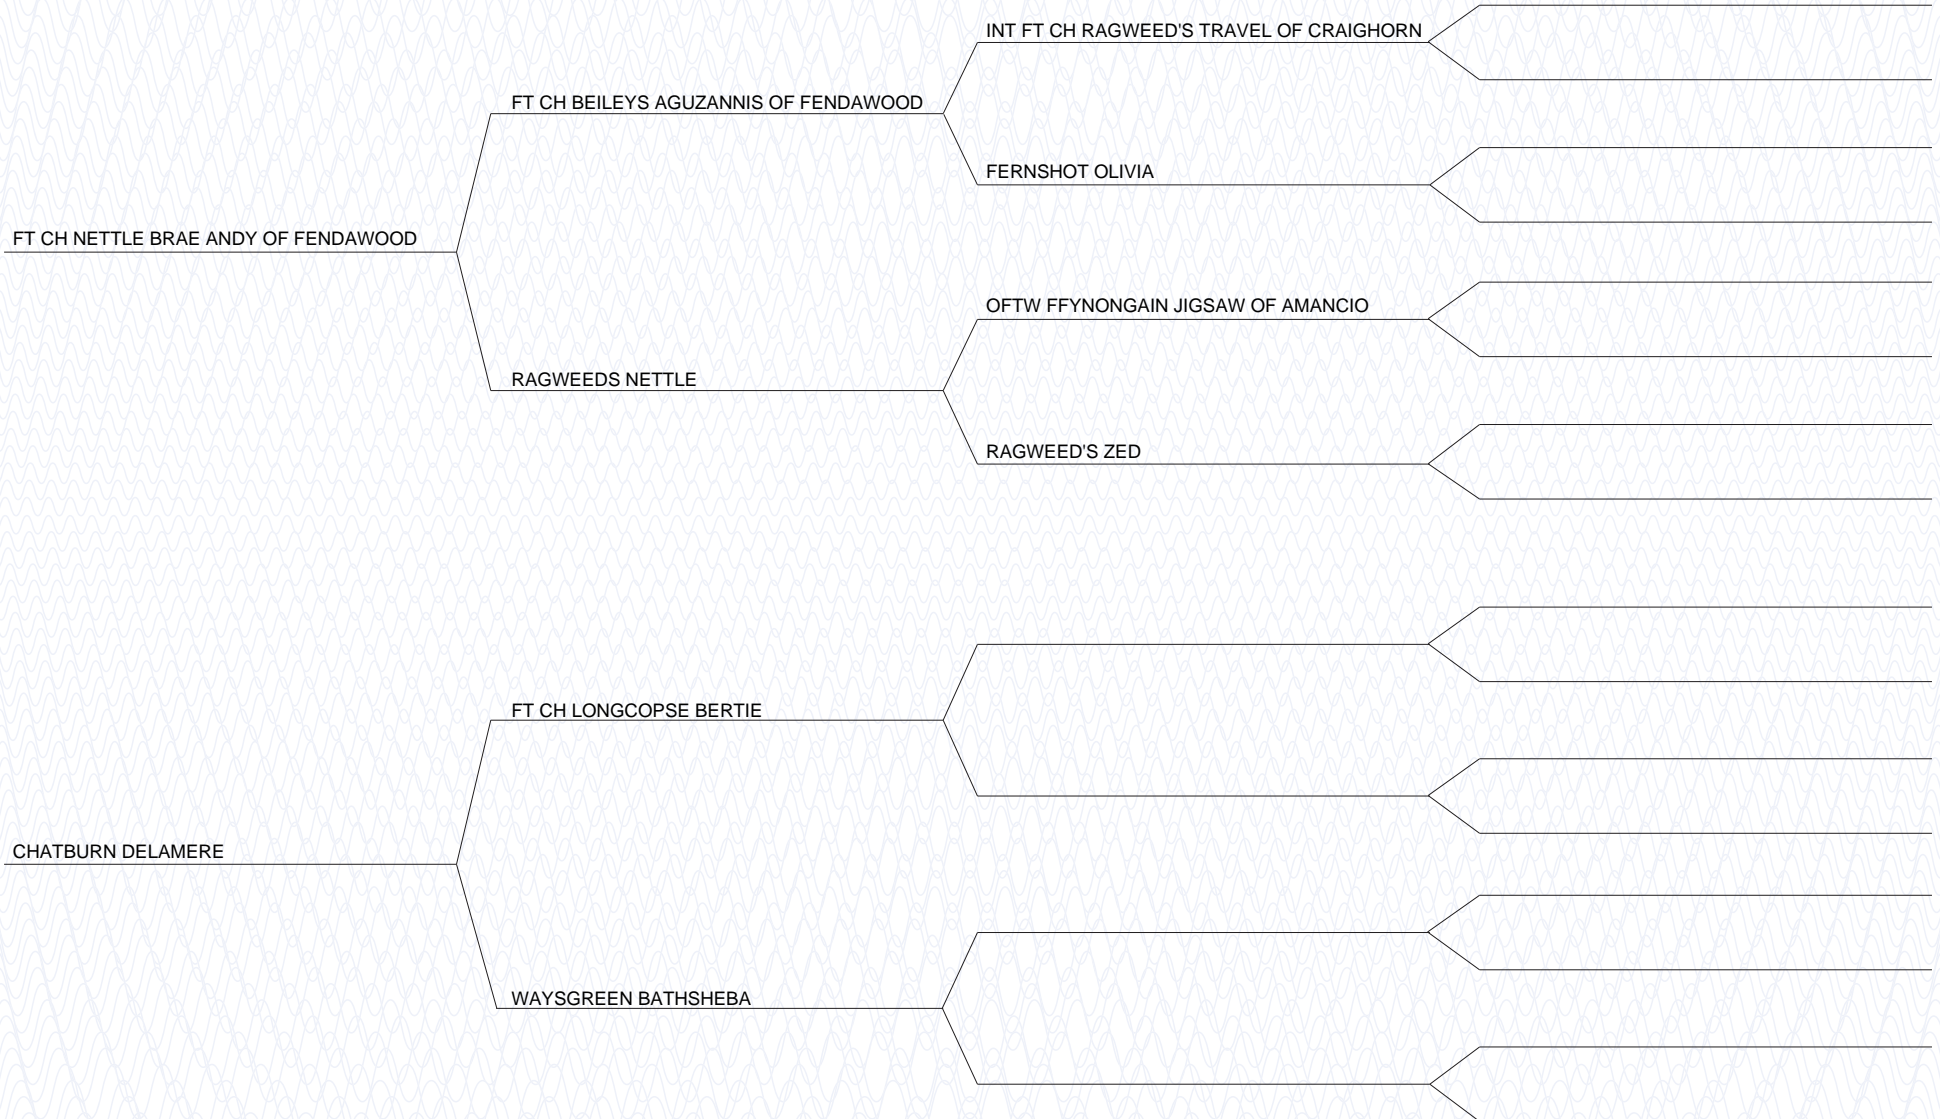 INT FT CH RAGWEED'S TRAVEL OF CRAIGHORN
FT CH BEILEYS AGUZANNIS OF FENDAWOOD
FERNSHOT OLIVIA
FT CH NETTLE BRAE ANDY OF FENDAWOOD
OFTW FFYNONGAIN JIGSAW OF AMANCIO
RAGWEEDS NETTLE
RAGWEED'S ZED
FT CH LONGCOPSE BERTIE
CHATBURN DELAMERE
WAYSGREEN BATHSHEBA